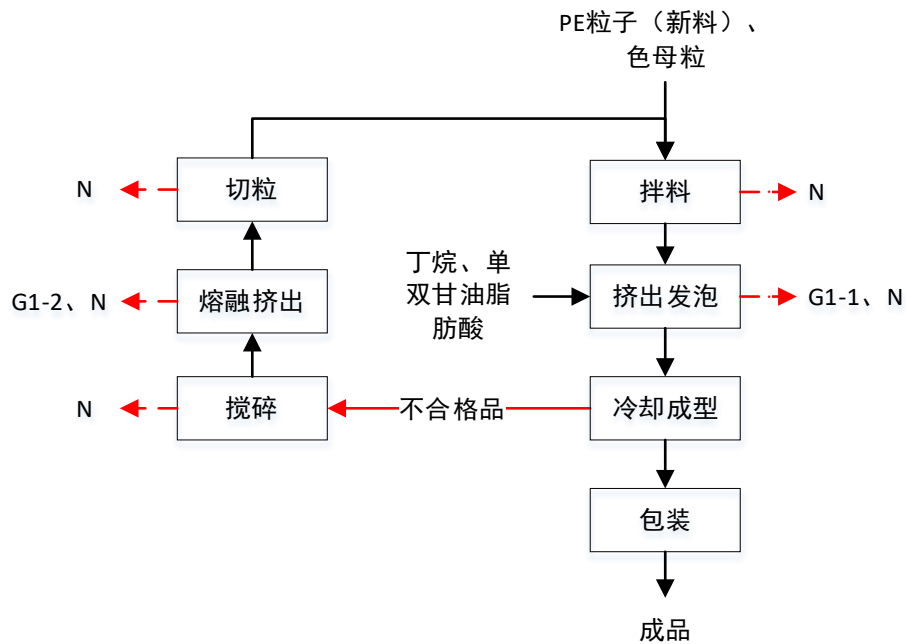 PE粒子（新料）、
色母粒
N
切粒
拌料
N
丁烷、单
双甘油脂
肪酸
G1-2、N
熔融挤出
挤出发泡
G1-1、N
N
搅碎
不合格品
冷却成型
包装
成品